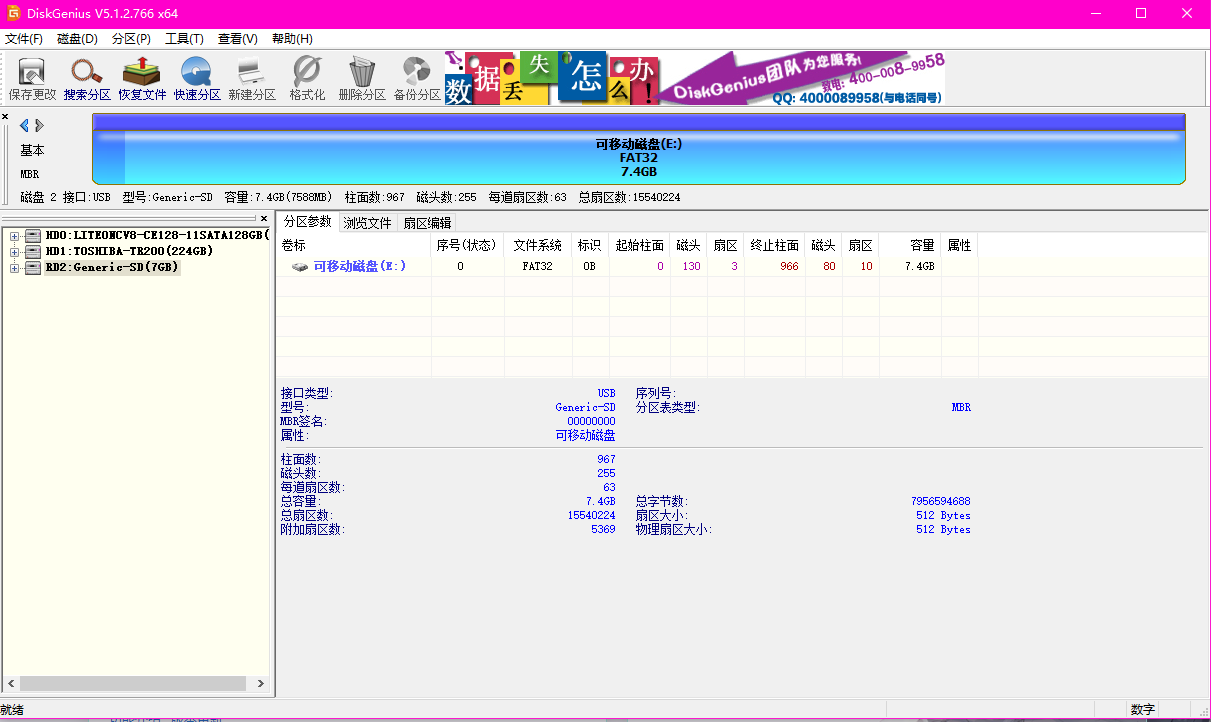 DiskGenius V5.1.2.766 x64
文件(F) 磁盘(D) 分区(P) 工具(T) 查看(V) 帮助(H)
保存更改 搜索分区 恢复文件 快速分区 新建分区 格式化 删除分区 备份分区
数据丢失怎么办!
DiskGenius团队为您服务!
致电: 400-008-9958
QQ: 4000089958(与电话同号)
基本
MBR
可移动磁盘(E:)
FAT32
7.4GB
磁盘 2 接口:USB 型号:Generic-SD 容量:7.4GB(7588MB) 柱面数:967 磁头数:255 每道扇区数:63 总扇区数:15540224
HD0:LITEONCV8-CE128-11SATA128GB(
HD1:TOSHIBA-TR200(224GB)
RD2:Generic-SD(7GB)
分区参数 浏览文件 扇区编辑
卷标 序号(状态) 文件系统 标识 起始柱面 磁头 扇区 终止柱面 磁头 扇区 容量 属性
可移动磁盘(E:) 0 FAT32 0B 0 130 3 966 80 10 7.4GB
接口类型: USB 序列号:
型号: Generic-SD 分区表类型: MBR
MBR签名: 00000000
属性: 可移动磁盘
柱面数: 967
磁头数: 255
每道扇区数: 63
总容量: 7.4GB 总字节数: 7956594688
总扇区数: 15540224 扇区大小: 512 Bytes
附加扇区数: 5369 物理扇区大小: 512 Bytes
就绪 数字